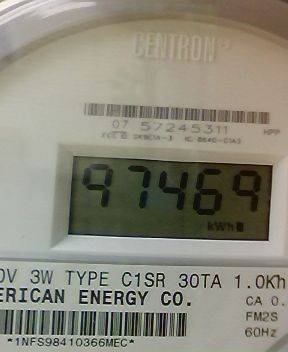 CENTRON®
07 57245311 HPP
97469
kWh
0V 3W TYPE C1SR 30TA 1.0Kh
ERICAN ENERGY CO. CA 0.
FM2S
*1NFS98410366MEC* 60Hz